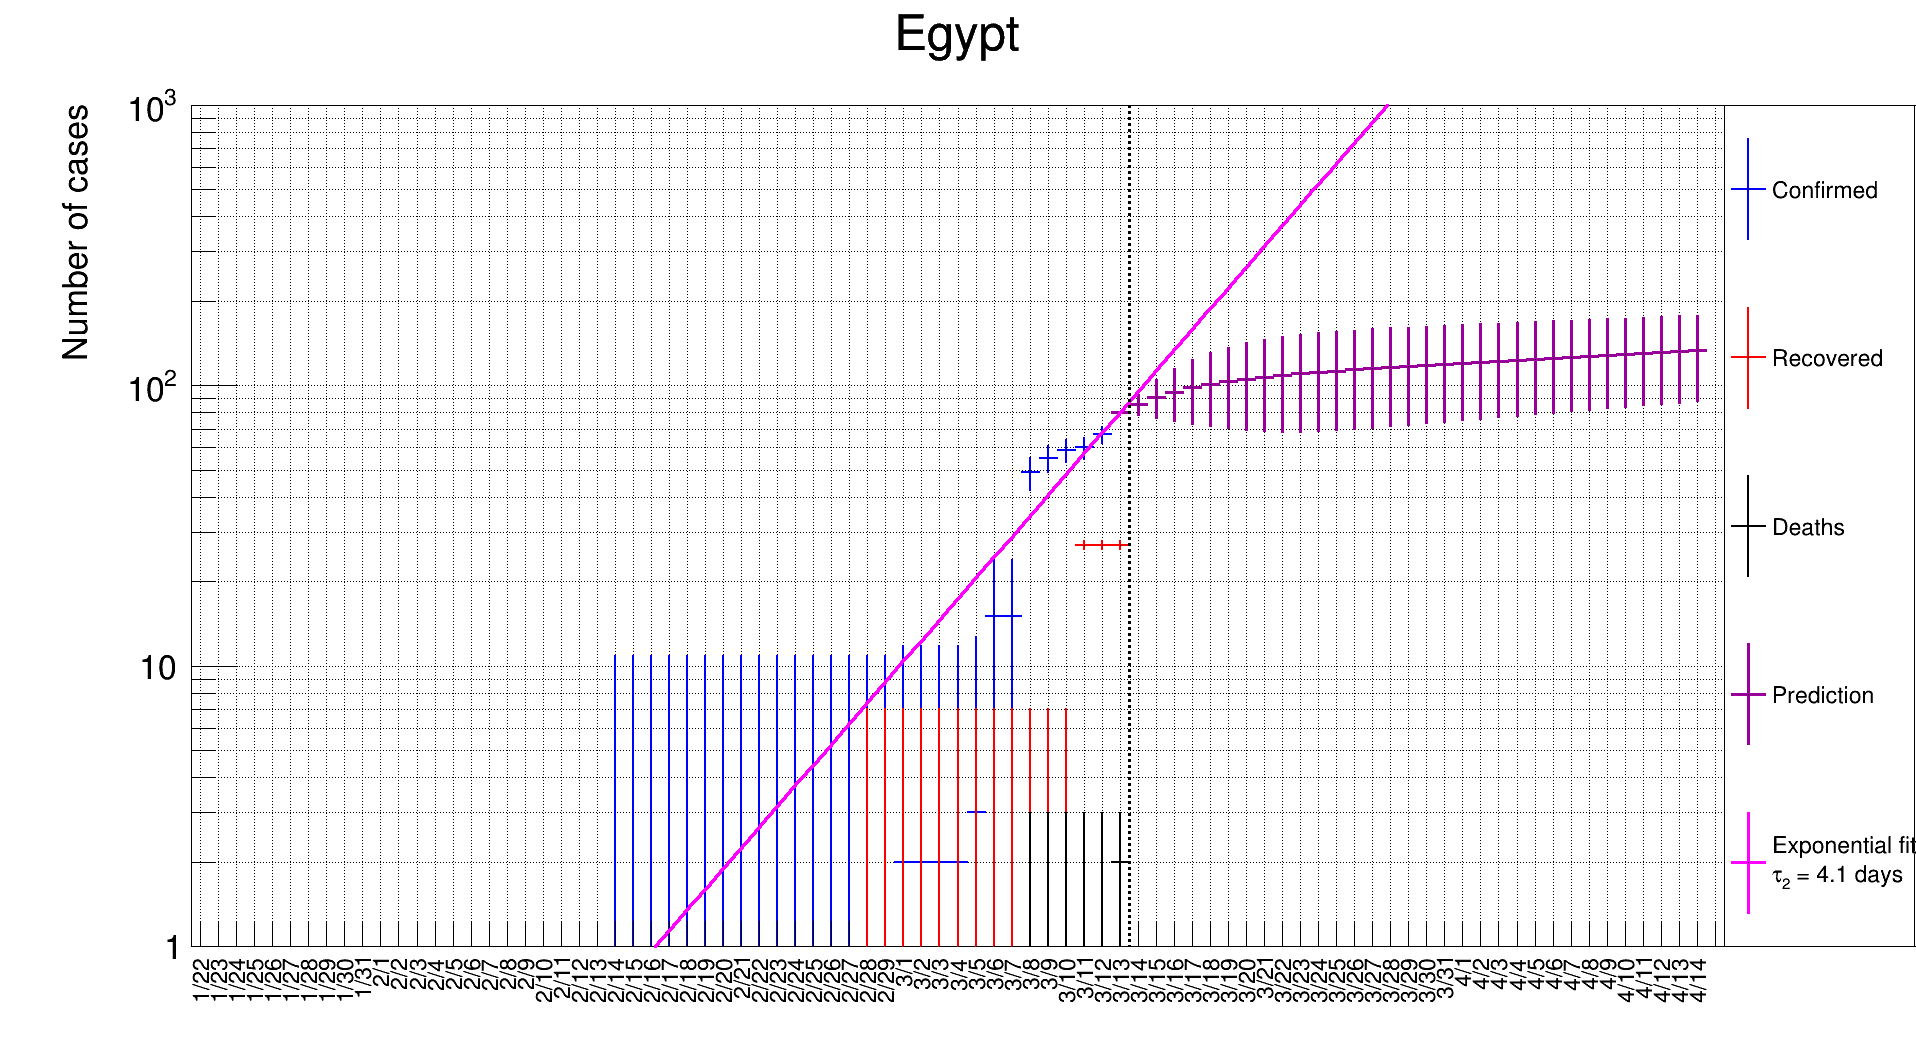 Egypt
Number of cases
10³
10²
10
1
1/22 1/23 1/24 1/25 1/26 1/27 1/28 1/29 1/30 1/31 2/1 2/2 2/3 2/4 2/5 2/6 2/7 2/8 2/9 2/10 2/11 2/12 2/13 2/14 2/15 2/16 2/17 2/18 2/19 2/20 2/21 2/22 2/23 2/24 2/25 2/26 2/27 2/28 2/29 3/1 3/2 3/3 3/4 3/5 3/6 3/7 3/8 3/9 3/10 3/11 3/12 3/13 3/14 3/15 3/16 3/17 3/18 3/19 3/20 3/21 3/22 3/23 3/24 3/25 3/26 3/27 3/28 3/29 3/30 3/31 4/1 4/2 4/3 4/4 4/5 4/6 4/7 4/8 4/9 4/10 4/11 4/12 4/13 4/14
Confirmed
Recovered
Deaths
Prediction
Exponential fit
τ₂ = 4.1 days